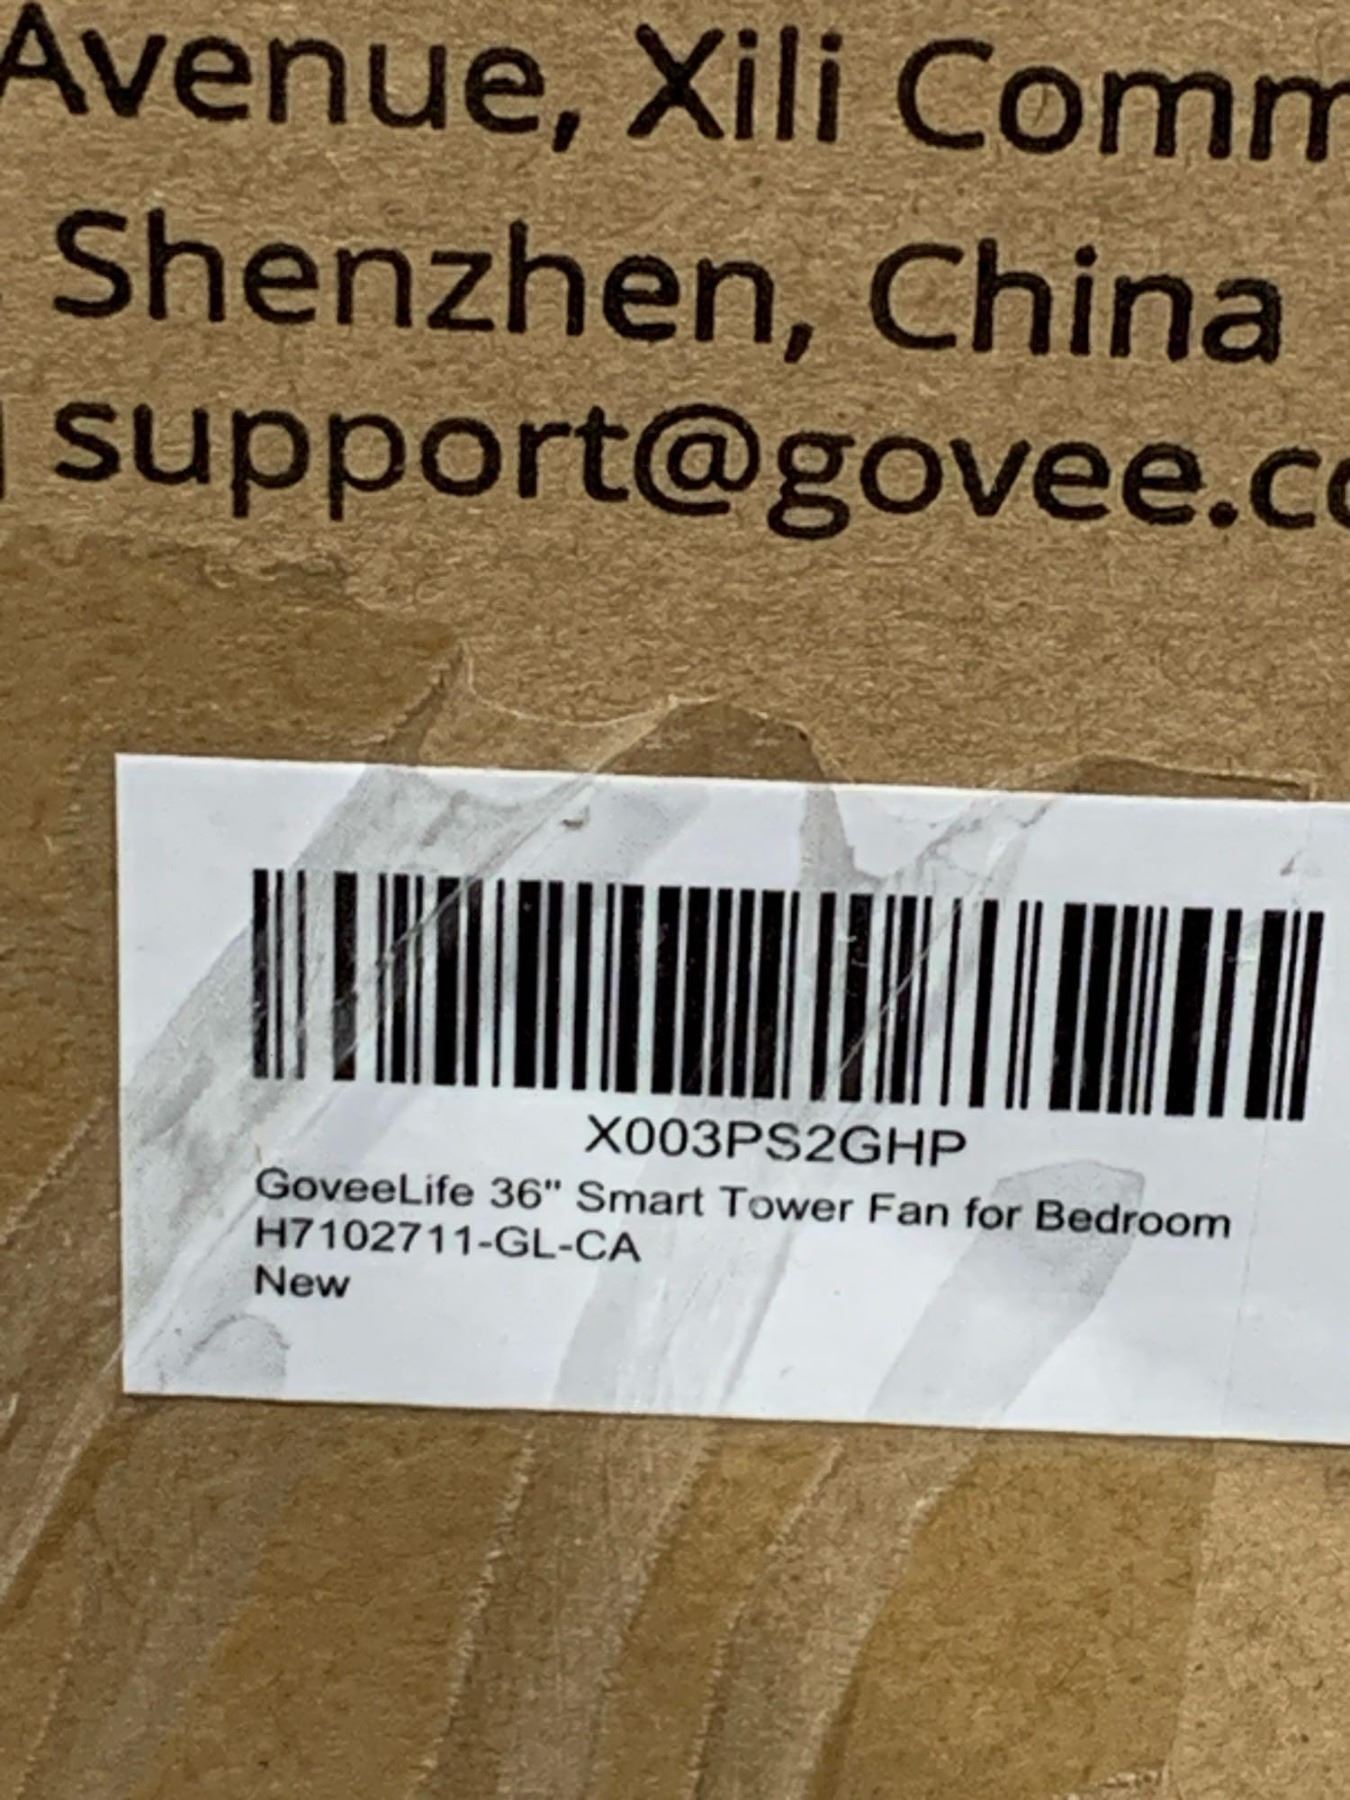 Avenue, Xili Comm
Shenzhen, China
support@govee.co
X003PS2GHP
GoveeLife 36" Smart Tower Fan for Bedroom
H7102711-GL-CA
New